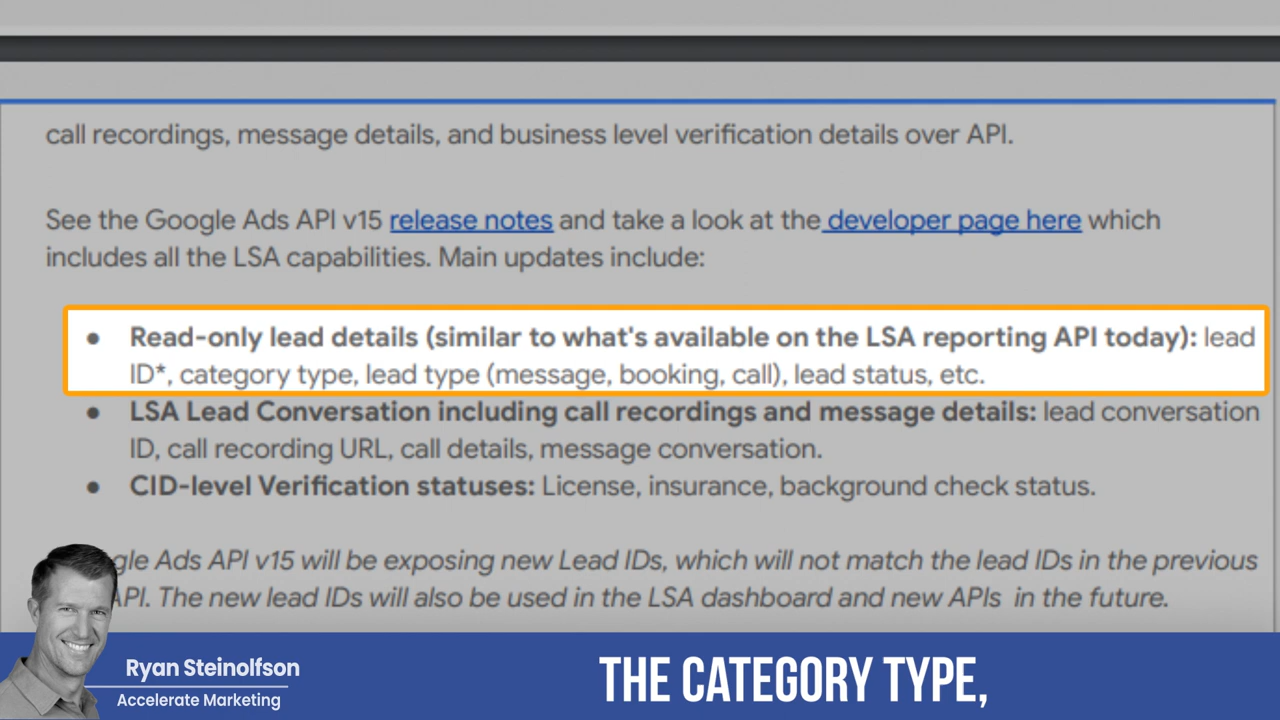 call recordings, message details, and business level verification details over API.
See the Google Ads API v15 release notes and take a look at the developer page here which
includes all the LSA capabilities. Main updates include:
• Read-only lead details (similar to what's available on the LSA reporting API today): lead
ID*, category type, lead type (message, booking, call), lead status, etc.
• LSA Lead Conversation including call recordings and message details: lead conversation
ID, call recording URL, call details, message conversation.
• CID-level Verification statuses: License, insurance, background check status.
gle Ads API v15 will be exposing new Lead IDs, which will not match the lead IDs in the previous
API. The new lead IDs will also be used in the LSA dashboard and new APIs in the future.
Ryan Steinolfson
Accelerate Marketing
THE CATEGORY TYPE,